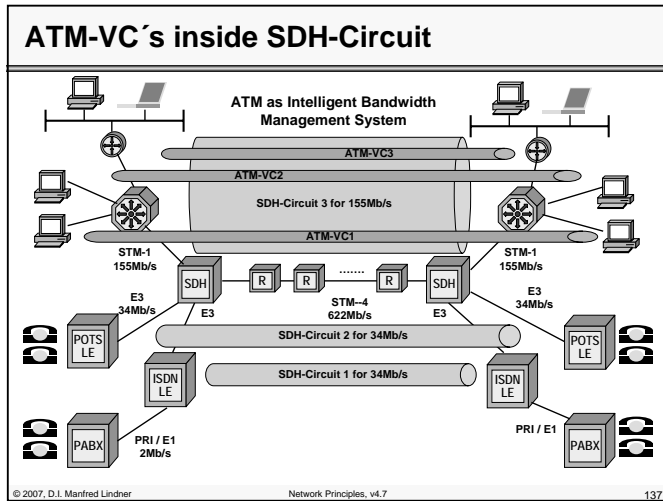 ATM-VC´s inside SDH-Circuit
ATM as Intelligent Bandwidth
Management System
ATM-VC3
ATM-VC2
SDH-Circuit 3 for 155Mb/s
ATM-VC1
STM-1
155Mb/s
STM-1
155Mb/s
SDH
R
R
.......
R
SDH
E3
34Mb/s
E3
STM--4
622Mb/s
E3
E3
34Mb/s
POTS
LE
SDH-Circuit 2 for 34Mb/s
POTS
LE
ISDN
LE
SDH-Circuit 1 for 34Mb/s
ISDN
LE
PABX
PRI / E1
2Mb/s
PRI / E1
PABX
© 2007, D.I. Manfred Lindner
Network Principles, v4.7
137